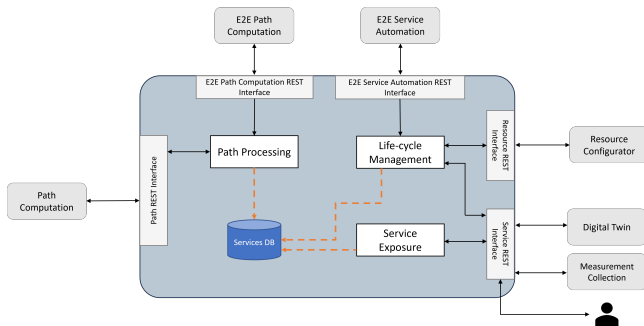 E2E Path
Computation
E2E Service
Automation
E2E Path Computation REST
Interface
E2E Service Automation REST
Interface
Path REST Interface
Path Processing
Life-cycle
Management
Resource REST
Interface
Resource
Configurator
Path
Computation
Services DB
Service
Exposure
Service REST
Interface
Digital Twin
Measurement
Collection